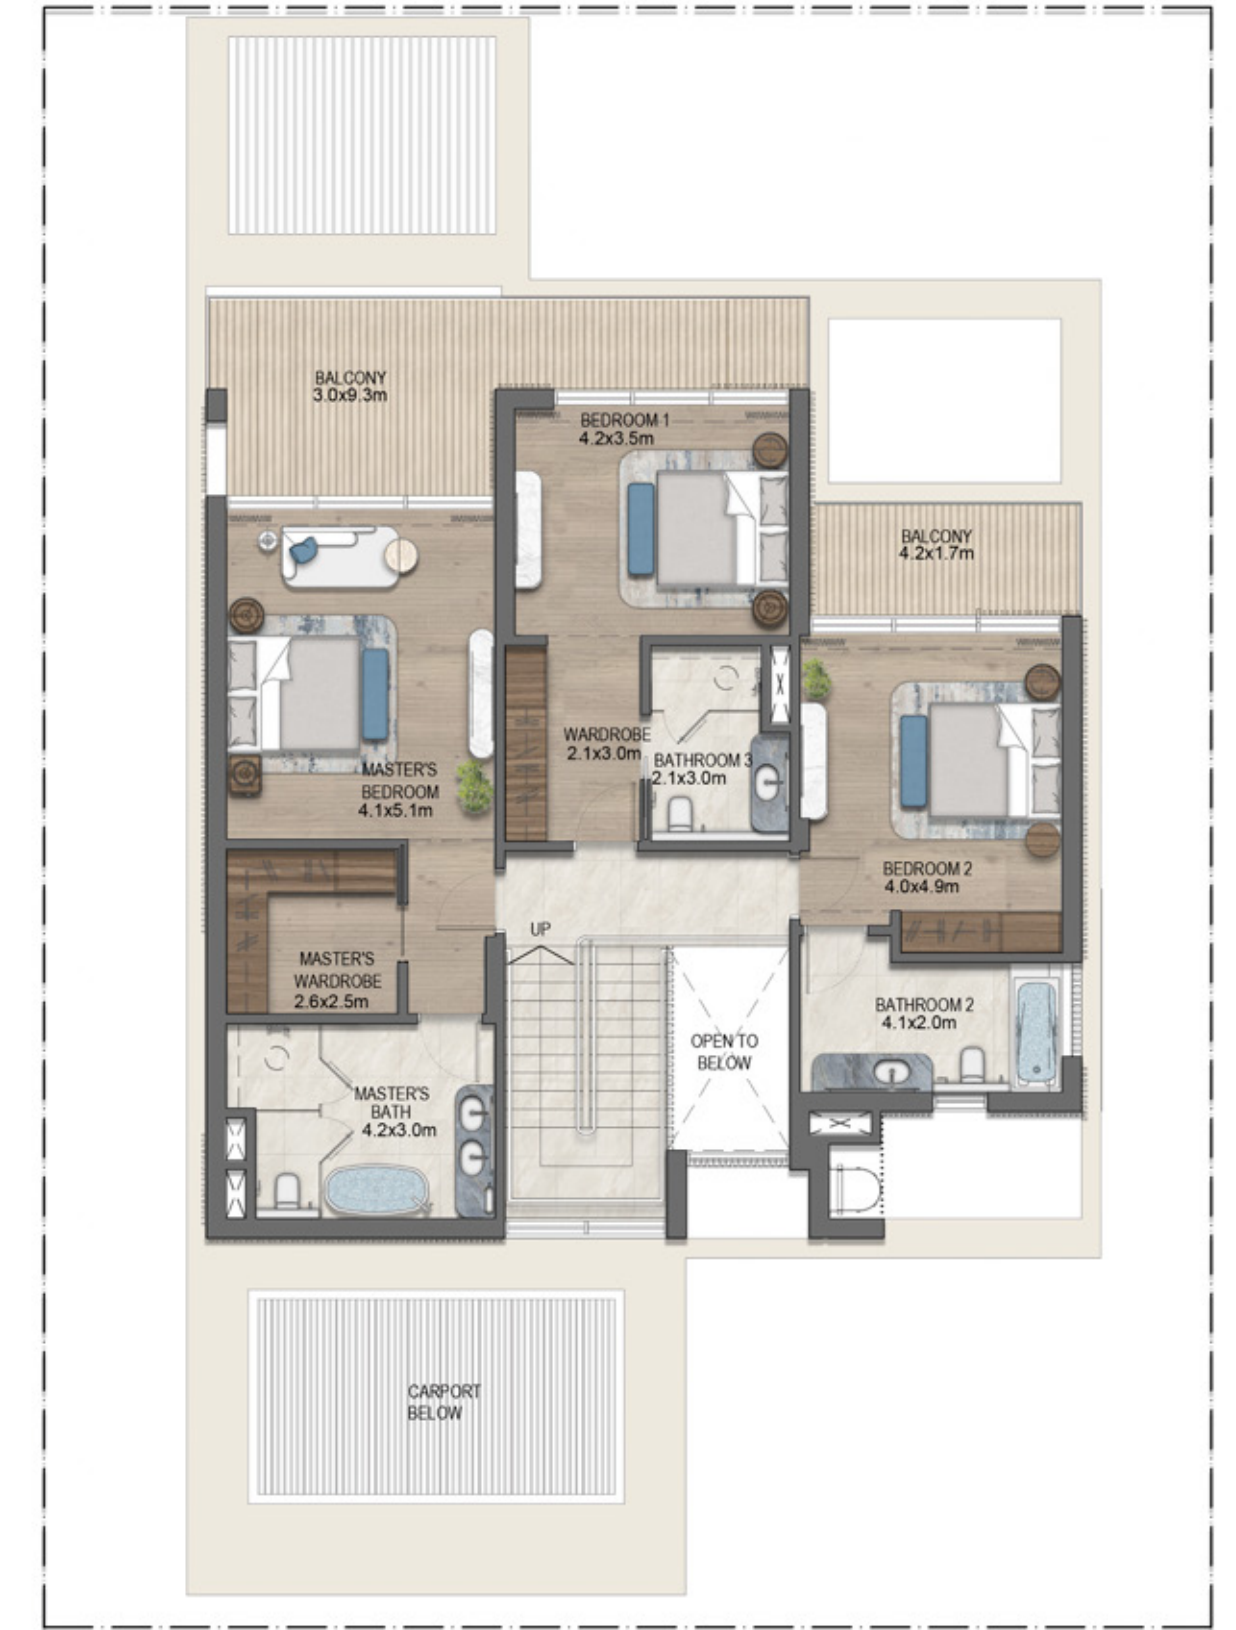 BALCONY
3.0x9.3m
BEDROOM 1
4.2x3.5m
BALCONY
4.2x1.7m
WARDROBE
2.1x3.0m
BATHROOM 3
2.1x3.0m
MASTER'S
BEDROOM
4.1x5.1m
BEDROOM 2
4.0x4.9m
UP
MASTER'S
WARDROBE
2.6x2.5m
BATHROOM 2
4.1x2.0m
OPEN TO
BELOW
MASTER'S
BATH
4.2x3.0m
CARPORT
BELOW